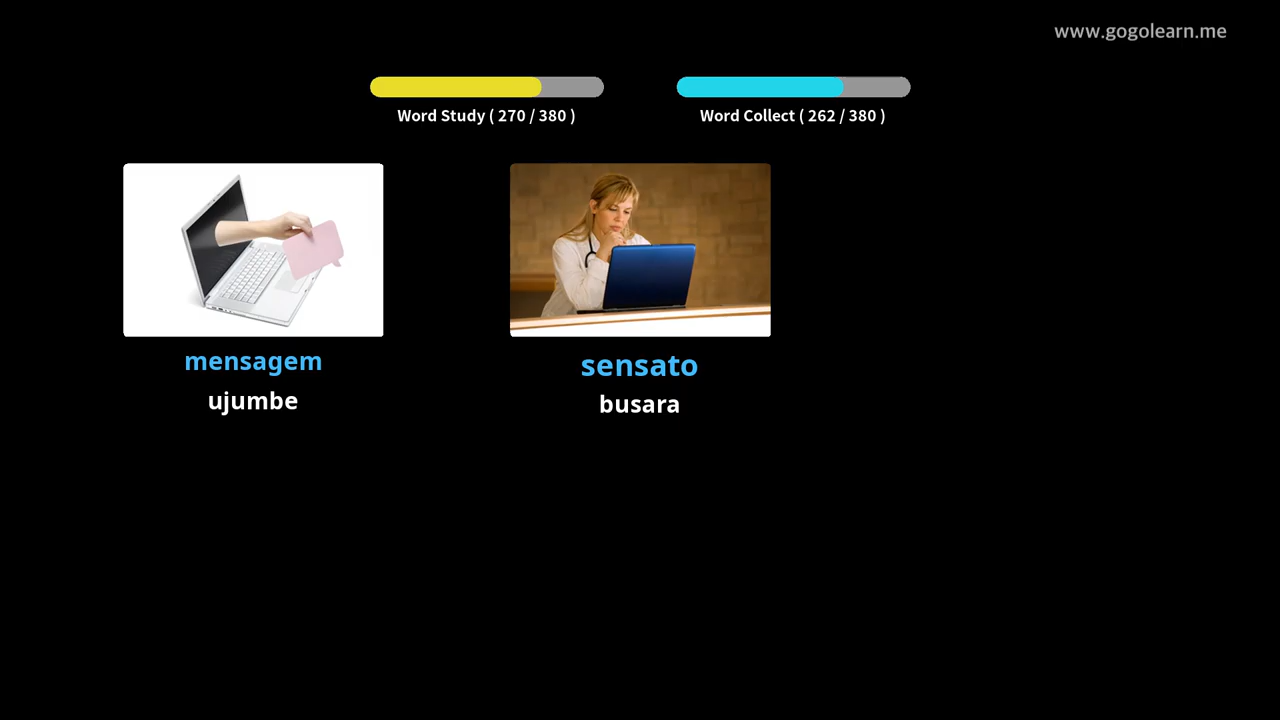 www.gogolearn.me
Word Study ( 270 / 380 )
Word Collect ( 262 / 380 )
mensagem
ujumbe
sensato
busara